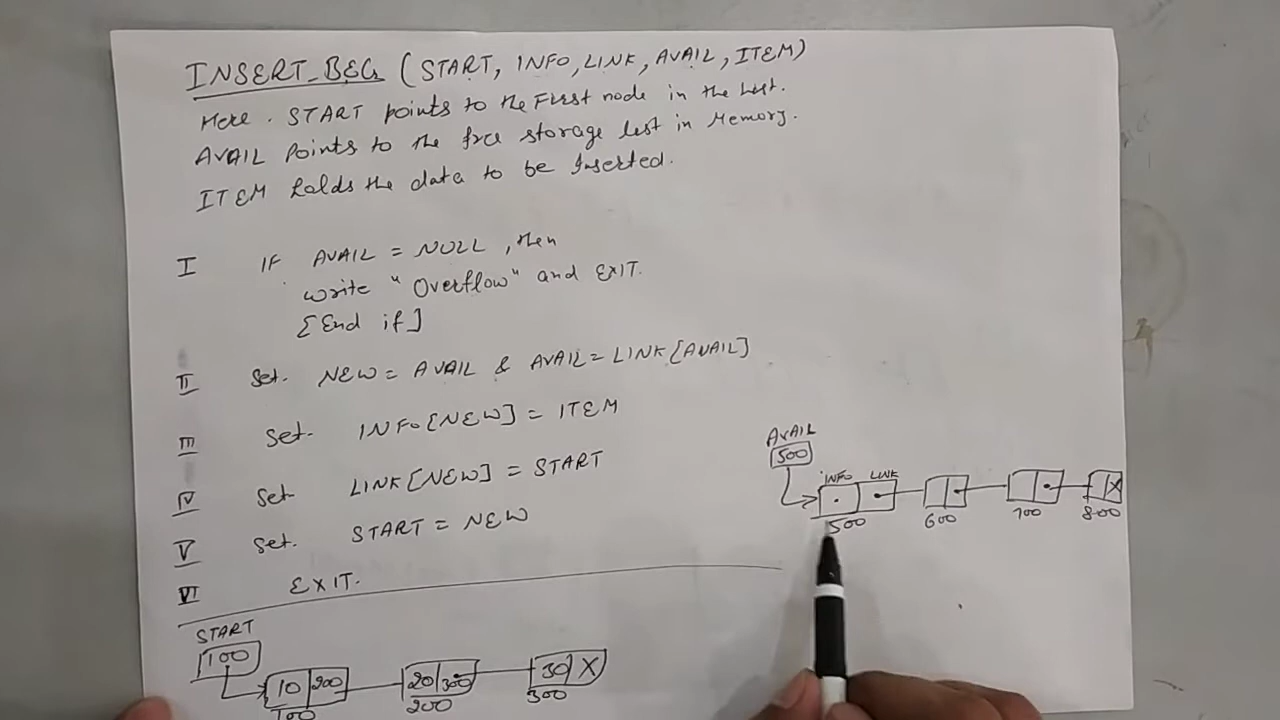 INSERT_BEG (START, INFO, LINK, AVAIL, ITEM)
Here. START points to the First node in the List.
AVAIL Points to the free storage list in Memory.
ITEM holds the data to be Inserted.
I IF AVAIL = NULL, then
write "Overflow" and EXIT.
[End if]
II Set. NEW = AVAIL & AVAIL = LINK[AVAIL]
III Set. INFO[NEW] = ITEM
IV Set LINK[NEW] = START
V Set. START = NEW
VI EXIT.
AVAIL
500
INFO LINK
X
500 600 700 800
START
100
10 200 20 300 30 X
100 200 300